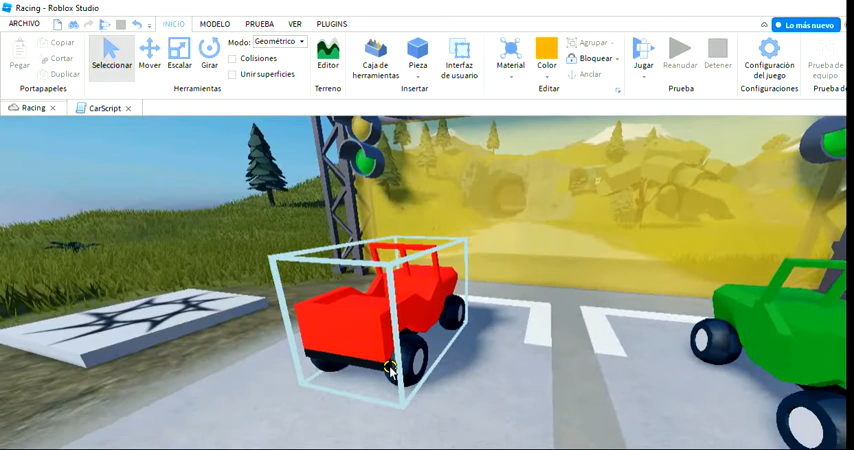 Racing - Roblox Studio
ARCHIVO INICIO MODELO PRUEBA VER PLUGINS
Lo más nuevo
Pegar
Copiar
Cortar
Duplicar
Portapapeles
Seleccionar
Mover
Escalar
Girar
Modo: Geométrico
Colisiones
Unir superficies
Herramientas
Editor
Terreno
Caja de
herramientas
Pieza
Interfaz
de usuario
Insertar
Material
Color
Agrupar
Bloquear
Anclar
Editar
Jugar
Reanudar
Detener
Prueba
Configuración
del juego
Configuraciones
Prueba de
equipo
Prueba de
Racing
CarScript